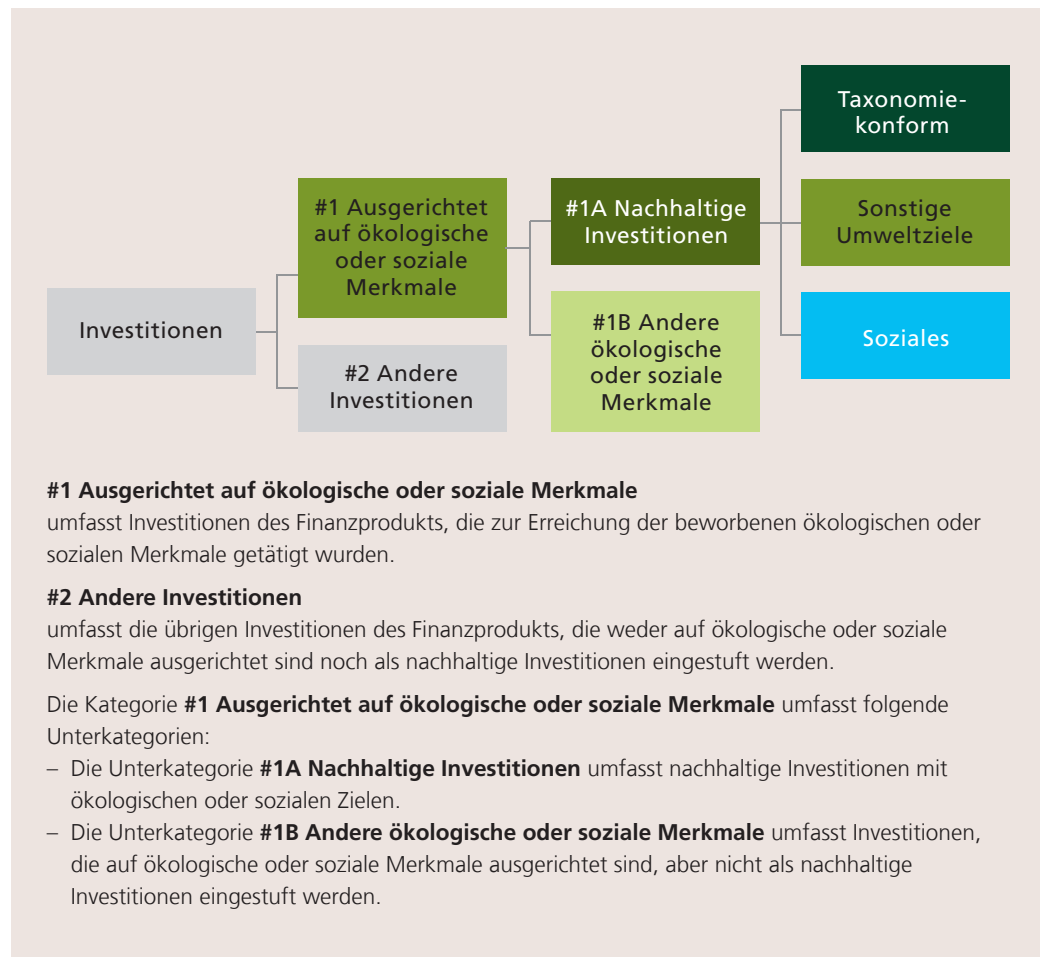 Taxonomie-
konform
#1 Ausgerichtet
auf ökologische
oder soziale
Merkmale
#1A Nachhaltige
Investitionen
Sonstige
Umweltziele
Investitionen
#2 Andere
Investitionen
#1B Andere
ökologische
oder soziale
Merkmale
Soziales
#1 Ausgerichtet auf ökologische oder soziale Merkmale
umfasst Investitionen des Finanzprodukts, die zur Erreichung der beworbenen ökologischen oder
sozialen Merkmale getätigt wurden.
#2 Andere Investitionen
umfasst die übrigen Investitionen des Finanzprodukts, die weder auf ökologische oder soziale
Merkmale ausgerichtet sind noch als nachhaltige Investitionen eingestuft werden.
Die Kategorie #1 Ausgerichtet auf ökologische oder soziale Merkmale umfasst folgende
Unterkategorien:
– Die Unterkategorie #1A Nachhaltige Investitionen umfasst nachhaltige Investitionen mit
ökologischen oder sozialen Zielen.
– Die Unterkategorie #1B Andere ökologische oder soziale Merkmale umfasst Investitionen,
die auf ökologische oder soziale Merkmale ausgerichtet sind, aber nicht als nachhaltige
Investitionen eingestuft werden.